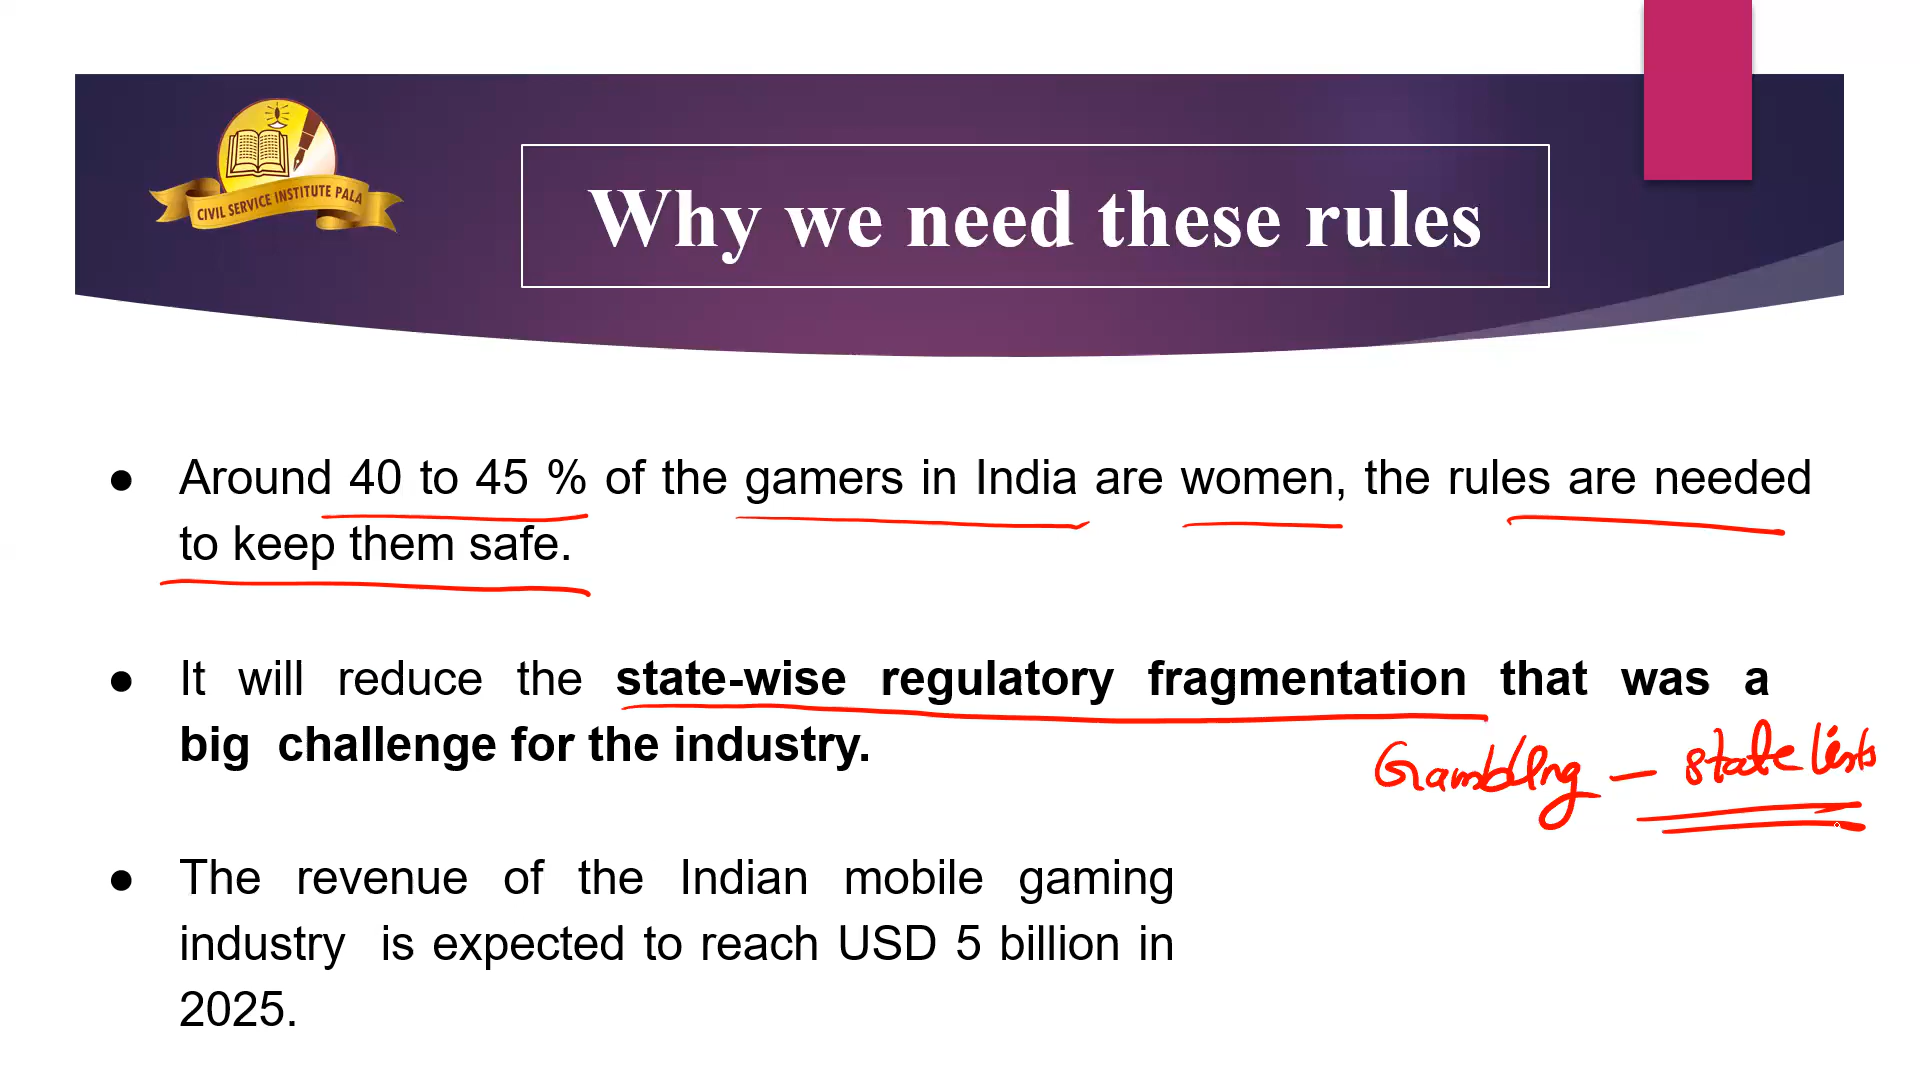 CIVIL SERVICE INSTITUTE PALA
Why we need these rules
● Around 40 to 45 % of the gamers in India are women, the rules are needed
to keep them safe.
● It will reduce the state-wise regulatory fragmentation that was a
big challenge for the industry.
Gambling — state lists
● The revenue of the Indian mobile gaming
industry is expected to reach USD 5 billion in
2025.